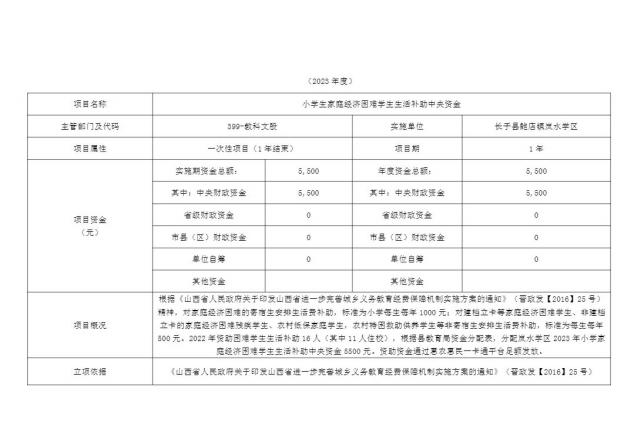 （2023 年度）
项目名称 小学生家庭经济困难学生生活补助中央资金
主管部门及代码 399-教科文股 实施单位 长子县鲍店镇岚水学区
项目属性 一次性项目（1年结束） 项目期 1年
项目资金
（元）
实施期资金总额： 5,500 年度资金总额： 5,500
其中：中央财政资金 5,500 其中：中央财政资金 5,500
省级财政资金 0 省级财政资金 0
市县（区）财政资金 0 市县（区）财政资金 0
单位自筹 0 单位自筹 0
其他资金 其他资金
项目概况
根据《山西省人民政府关于印发山西省进一步完善城乡义务教育经费保障机制实施方案的通知》（晋政发【2016】25号）
精神，对家庭经济困难的寄宿生安排生活费补助，标准为小学每生每年1000元；对建档立卡等家庭经济困难学生、非建档
立卡的家庭经济困难残疾学生、农村低保家庭学生，农村特困救助供养学生等非寄宿生安排生活费补助，标准为每生每年
500元。2022年资助困难学生生活补助16人（其中11人住校），根据县教育局资金分配表，分配岚水学区2023年小学家
庭经济困难学生生活补助中央资金5500元。资助资金通过惠农惠民一卡通平台足额发放。
立项依据 《山西省人民政府关于印发山西省进一步完善城乡义务教育经费保障机制实施方案的通知》（晋政发【2016】25号）